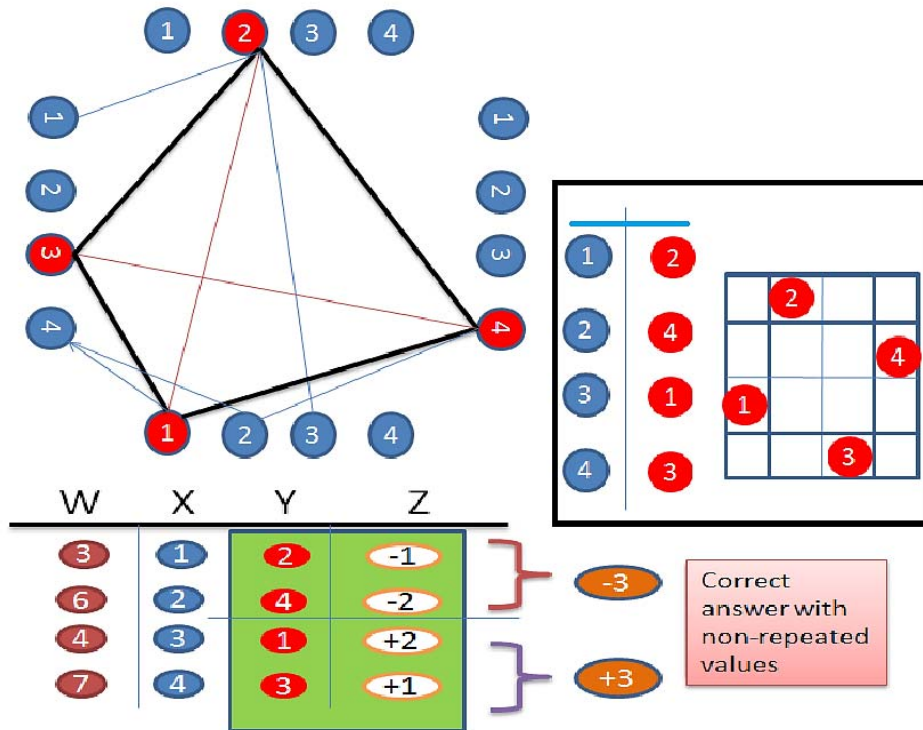 1 2 3 4
1
2
3
4
1
2
3
4
1 2 3 4
1 2
2 4
3 1
4 3
2
4
1
3
W X Y Z
3 1 2 -1
6 2 4 -2
4 3 1 +2
7 4 3 +1
-3
+3
Correct
answer with
non-repeated
values